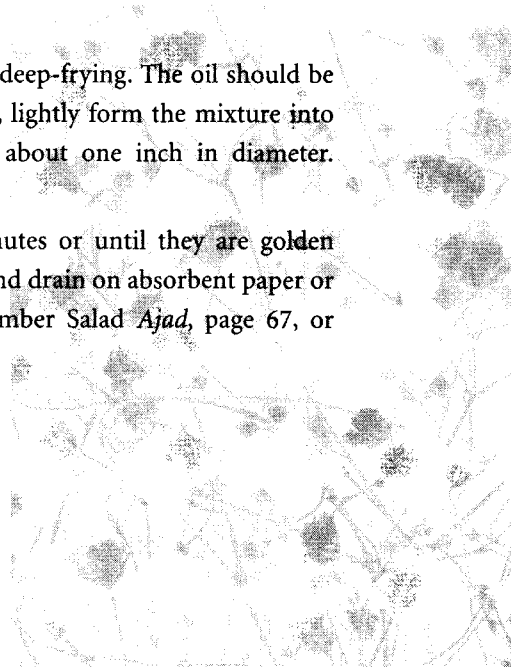 deep-frying. The oil should be
, lightly form the mixture into
about one inch in diameter.
nutes or until they are golden
nd drain on absorbent paper or
mber Salad Ajad, page 67, or